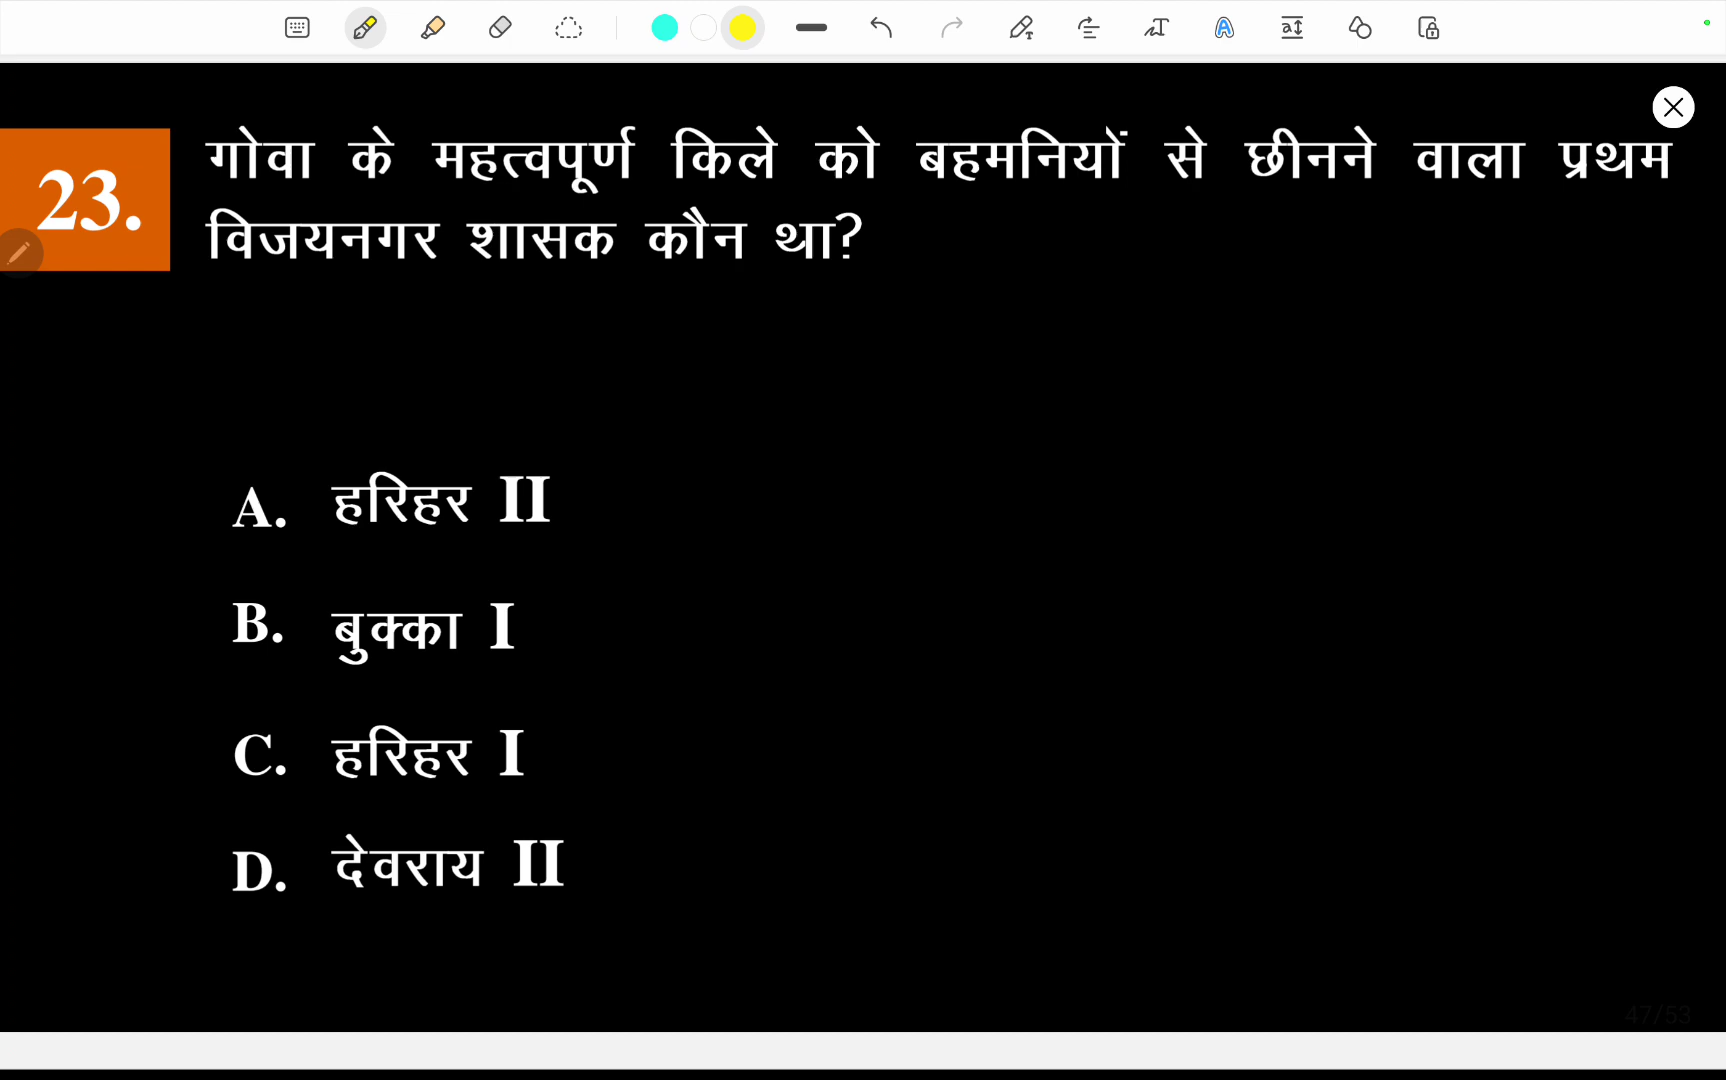 23.
गोवा के महत्वपूर्ण किले को बहमनियों से छीनने वाला प्रथम
विजयनगर शासक कौन था?
A. हरिहर II
B. बुक्का I
C. हरिहर I
D. देवराय II
47/53